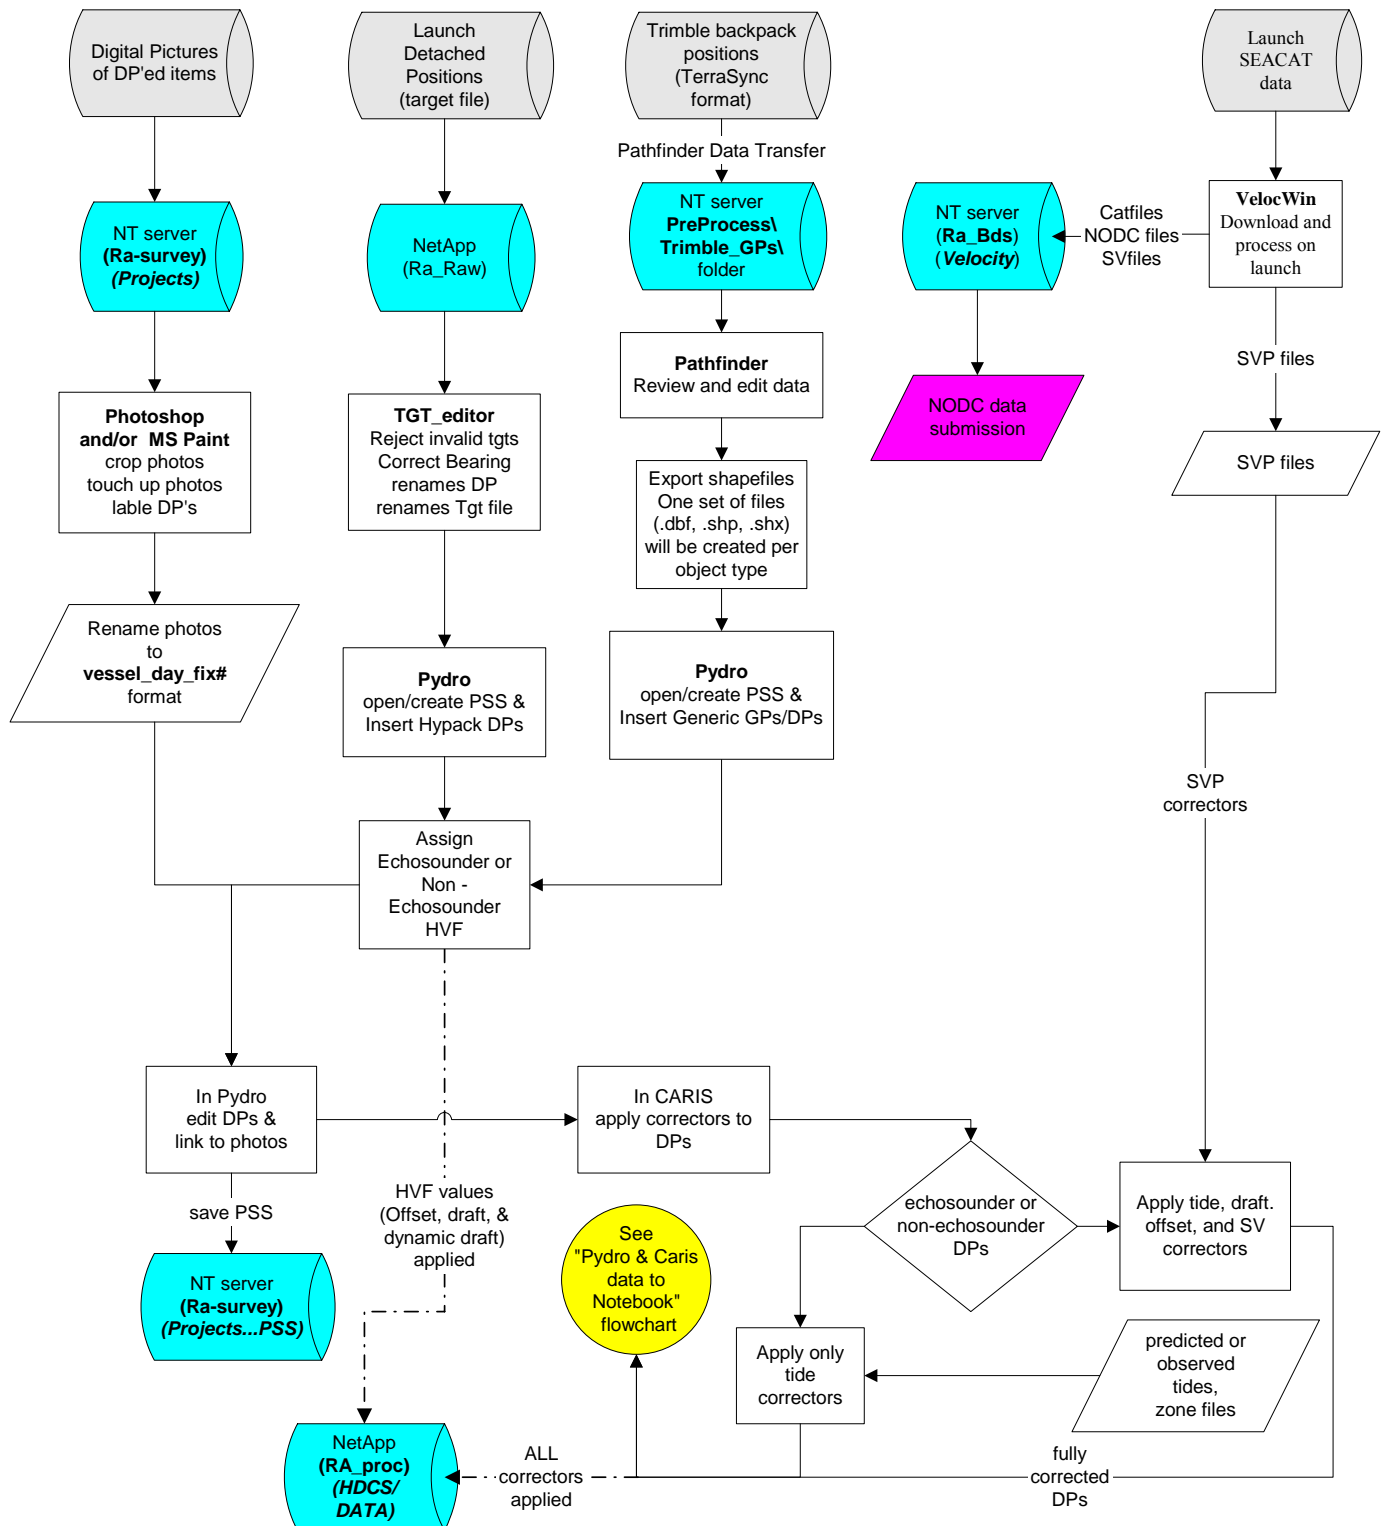 Digital Pictures
of DP'ed items
Launch
Detached
Positions
(target file)
Trimble backpack
positions
(TerraSync
format)
Launch
SEACAT
data
Pathfinder Data Transfer
NT server
(Ra-survey)
(Projects)
NetApp
(Ra_Raw)
NT server
PreProcess\
Trimble_GPs\
folder
NT server
(Ra_Bds)
(Velocity)
Catfiles
NODC files
SVfiles
VelocWin
Download and
process on
launch
SVP files
Photoshop
and/or  MS Paint
crop photos
touch up photos
lable DP's
TGT_editor
Reject invalid tgts
Correct Bearing
renames DP
renames Tgt file
Pathfinder
Review and edit data
NODC data
submission
SVP files
Export shapefiles
One set of files
(.dbf, .shp, .shx)
will be created per
object type
Rename photos
to
vessel_day_fix#
format
Pydro
open/create PSS &
Insert Hypack DPs
Pydro
open/create PSS &
Insert Generic GPs/DPs
SVP
correctors
Assign
Echosounder or
Non -
Echosounder
HVF
In Pydro
edit DPs &
link to photos
In CARIS
apply correctors to
DPs
save PSS
HVF values
(Offset, draft, &
dynamic draft)
applied
See
"Pydro & Caris
data to
Notebook"
flowchart
echosounder or
non-echosounder
DPs
Apply tide, draft.
offset, and SV
correctors
NT server
(Ra-survey)
(Projects...PSS)
Apply only
tide
correctors
predicted or
observed
tides,
zone files
NetApp
(RA_proc)
(HDCS/
DATA)
ALL
correctors
applied
fully
corrected
DPs